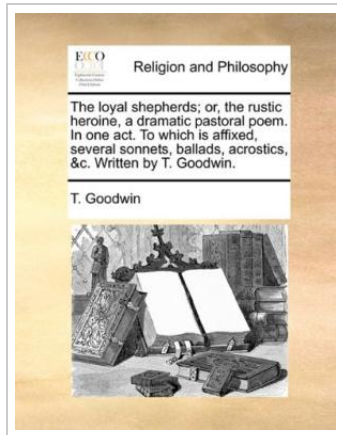 ECCO
Religion and Philosophy
The loyal shepherds; or, the rustic
heroine, a dramatic pastoral poem.
In one act. To which is affixed,
several sonnets, ballads, acrostics,
&c. Written by T. Goodwin.
T. Goodwin